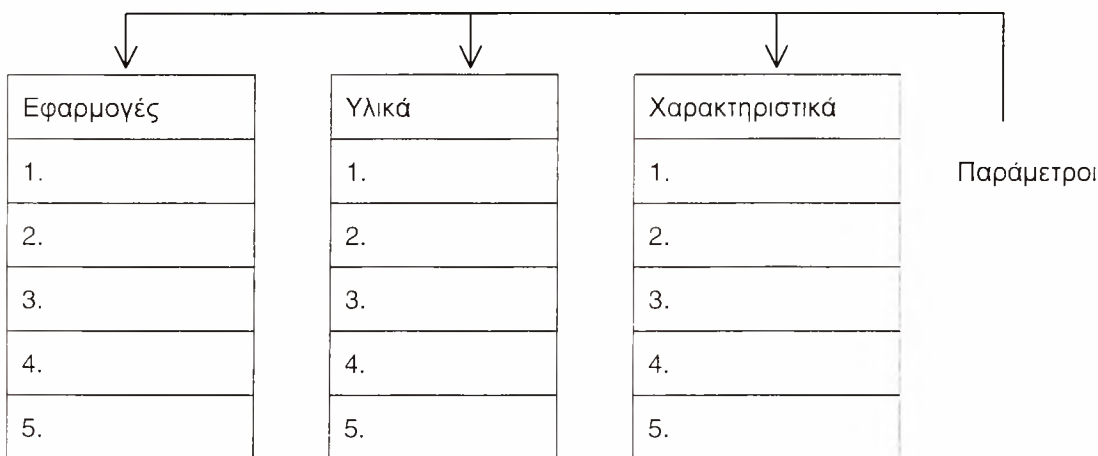 Εφαρμογές Υλικά Χαρακτηριστικά
1. 1. 1. Παράμετροι
2. 2. 2.
3. 3. 3.
4. 4. 4.
5. 5. 5.